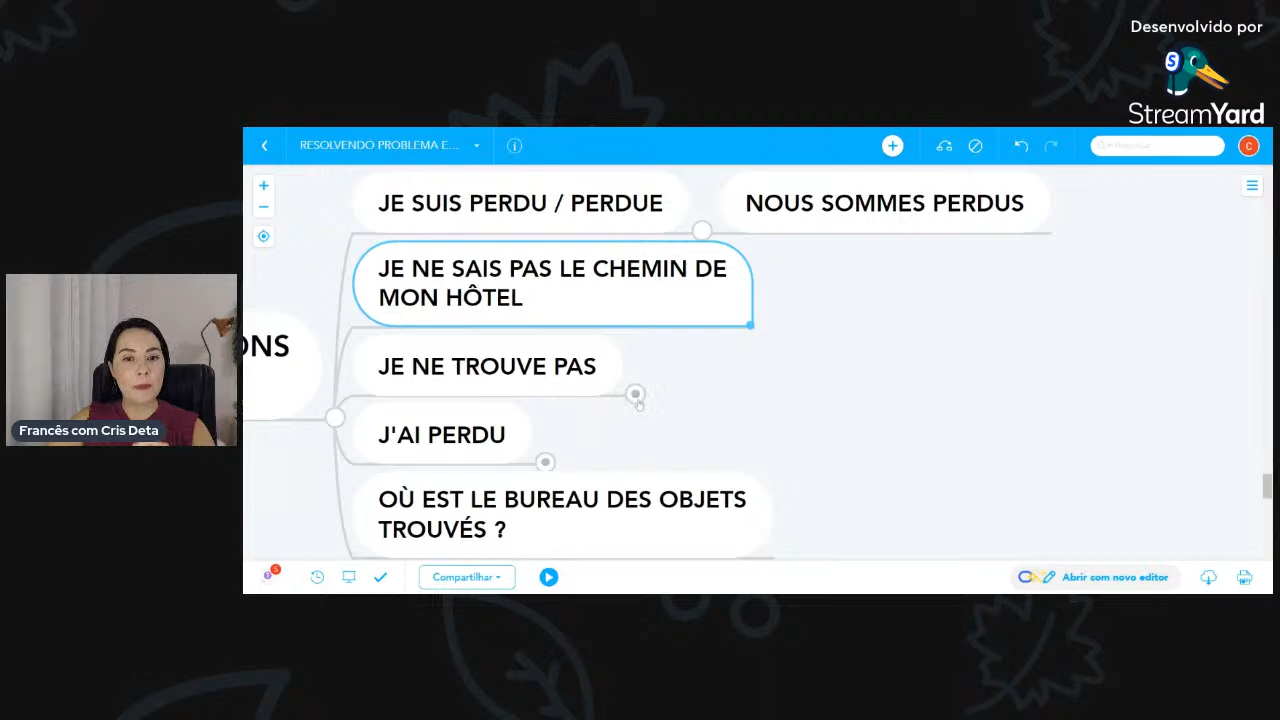 Desenvolvido por
StreamYard
RESOLVENDO PROBLEMA E...
C
JE SUIS PERDU / PERDUE
NOUS SOMMES PERDUS
JE NE SAIS PAS LE CHEMIN DE
MON HÔTEL
ONS
JE NE TROUVE PAS
J'AI PERDU
OÙ EST LE BUREAU DES OBJETS
TROUVÉS ?
Francês com Cris Deta
5
Compartilhar
Abrir com novo editor